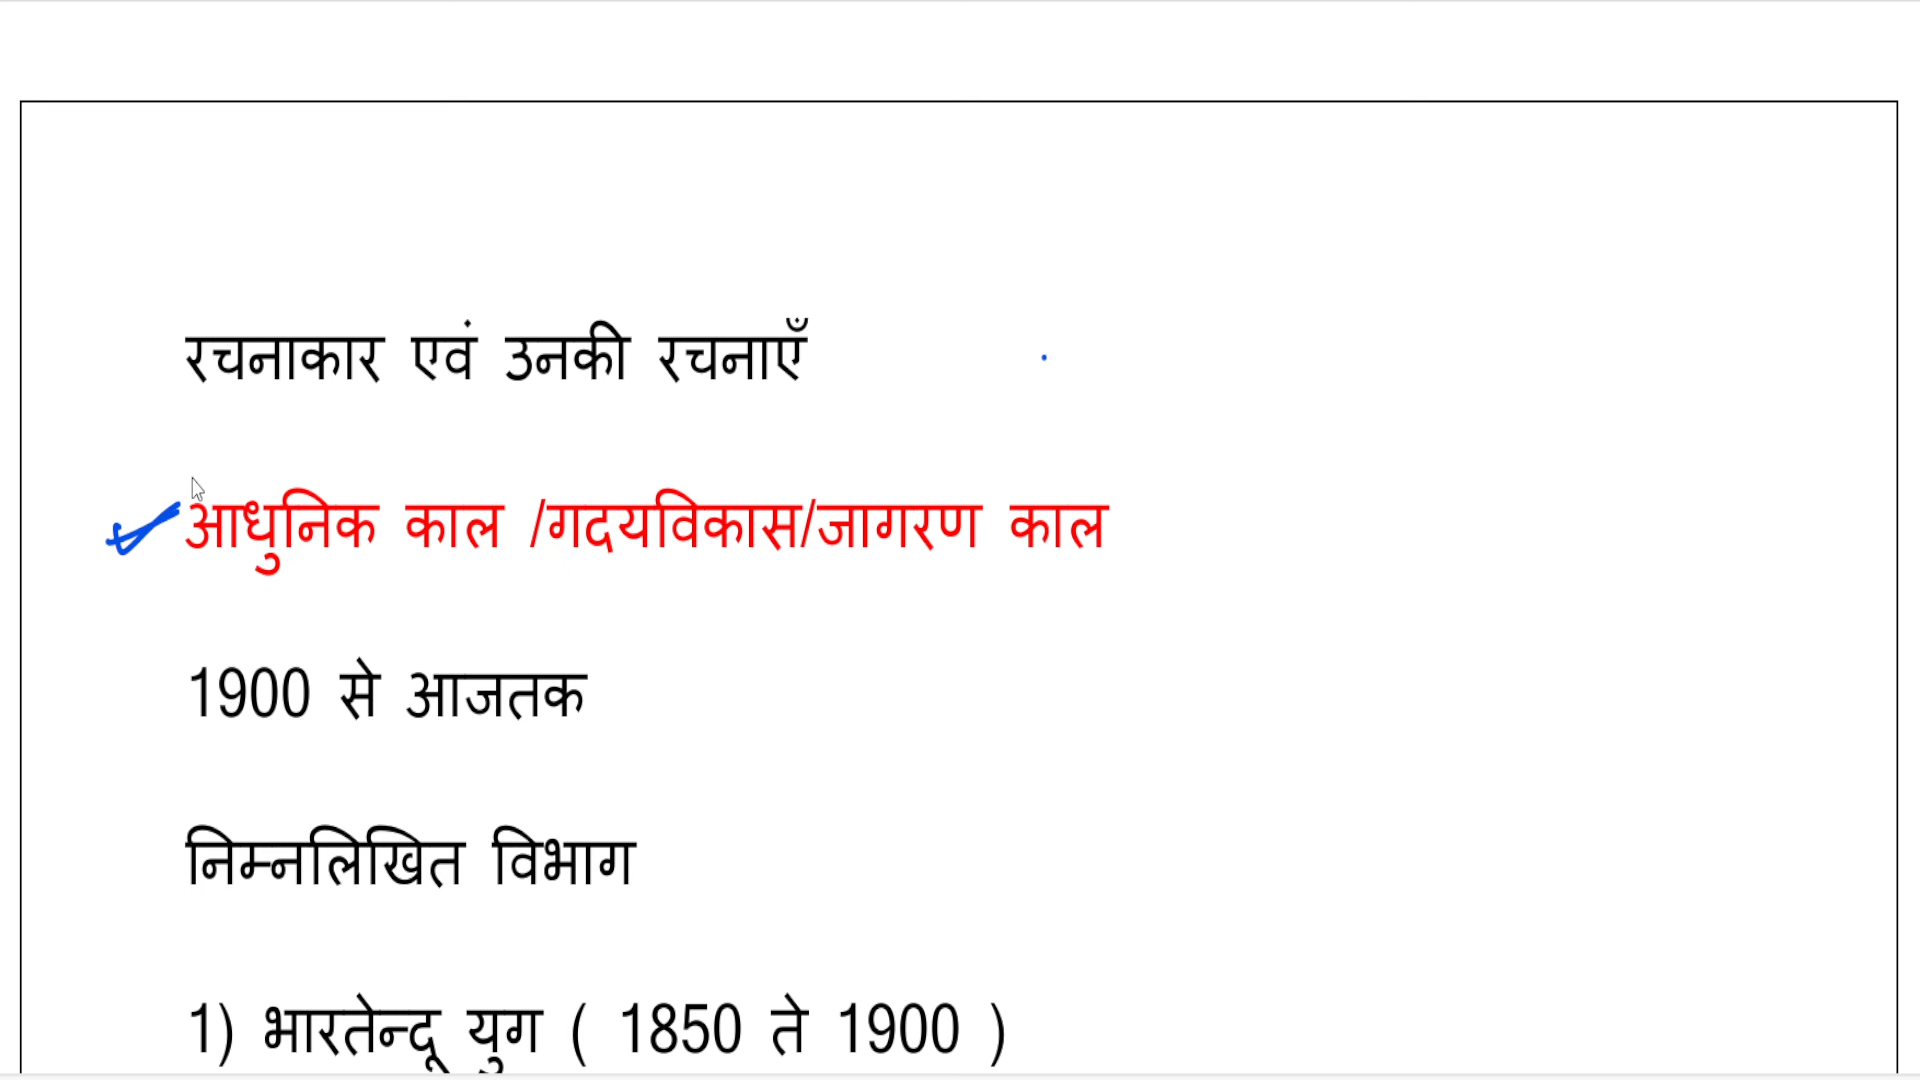 रचनाकार एवं उनकी रचनाएँ
आधुनिक काल /गदयविकास/जागरण काल
1900 से आजतक
निम्नलिखित विभाग
1) भारतेन्दू युग ( 1850 ते 1900 )